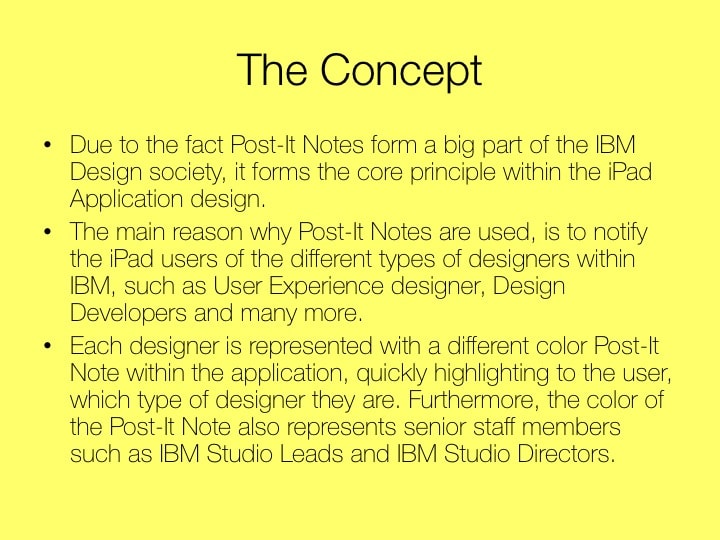 The Concept
• Due to the fact Post-It Notes form a big part of the IBM
Design society, it forms the core principle within the iPad
Application design.
• The main reason why Post-It Notes are used, is to notify
the iPad users of the different types of designers within
IBM, such as User Experience designer, Design
Developers and many more.
• Each designer is represented with a different color Post-It
Note within the application, quickly highlighting to the user,
which type of designer they are. Furthermore, the color of
the Post-It Note also represents senior staff members
such as IBM Studio Leads and IBM Studio Directors.